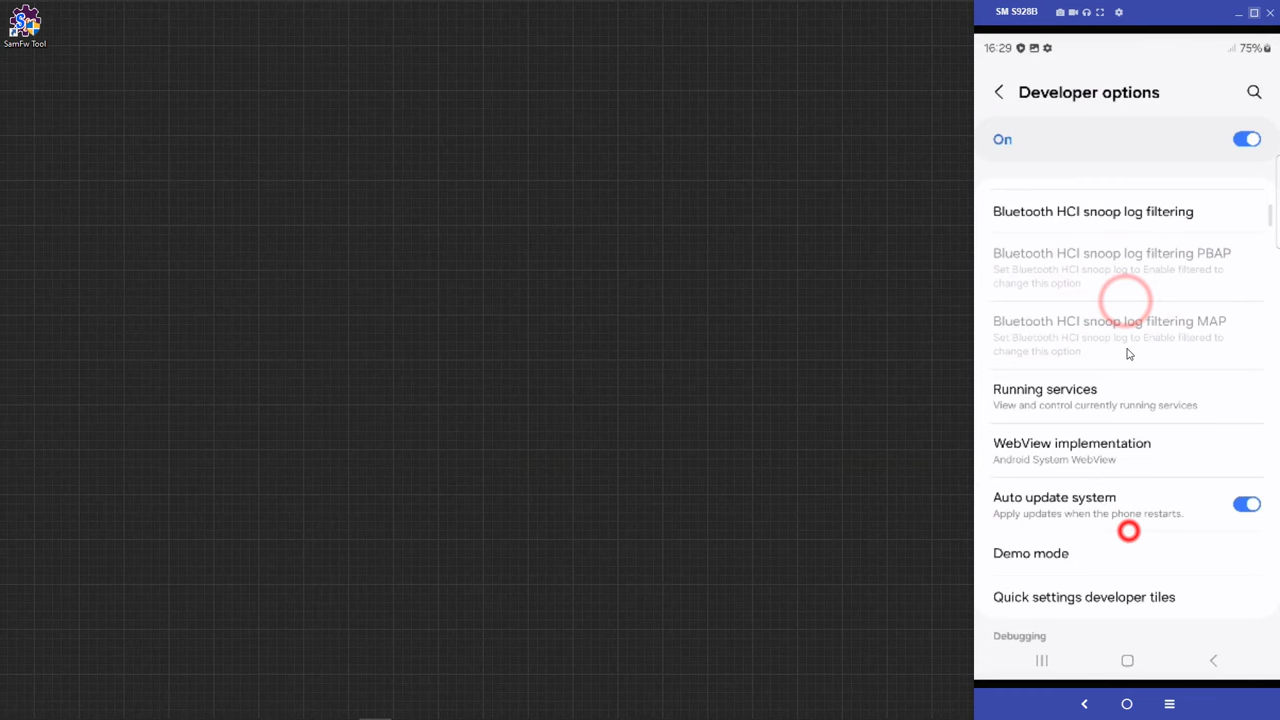 SM S928B
SamFw Tool
16:29
75%
Developer options
On
Bluetooth HCI snoop log filtering
Bluetooth HCI snoop log filtering PBAP
Set Bluetooth HCI snoop log to Enable filtered to
change this option
Bluetooth HCI snoop log filtering MAP
Set Bluetooth HCI snoop log to Enable filtered to
change this option
Running services
View and control currently running services
WebView implementation
Android System WebView
Auto update system
Apply updates when the phone restarts.
Demo mode
Quick settings developer tiles
Debugging